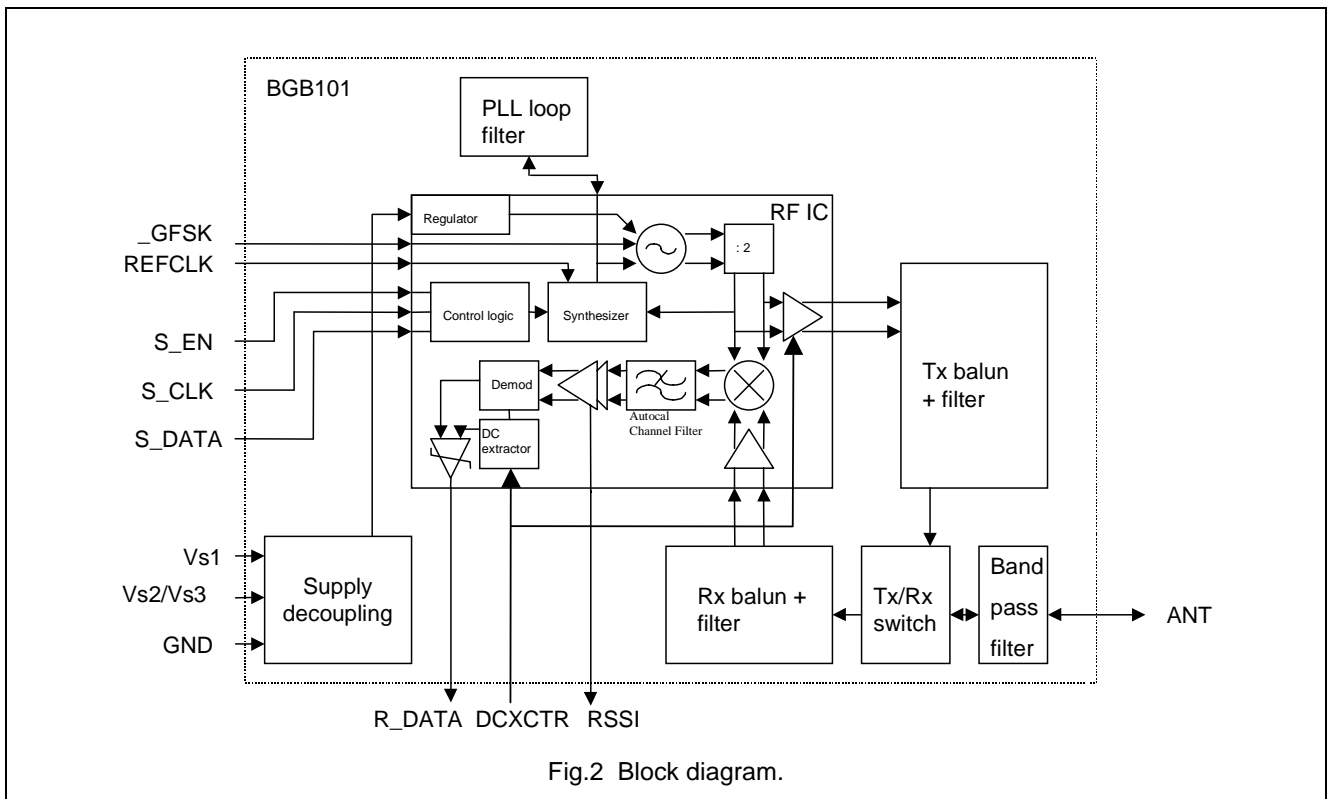 BGB101
PLL loop
filter
Regulator
RF IC
_GFSK
REFCLK
: 2
Control logic
Synthesizer
S_EN
S_CLK
S_DATA
Demod
DC
extractor
Autocal
Channel Filter
Tx balun
+ filter
Vs1
Vs2/Vs3
GND
Supply
decoupling
Rx balun +
filter
Tx/Rx
switch
Band
pass
filter
ANT
R_DATA DCXCTR RSSI
Fig.2 Block diagram.